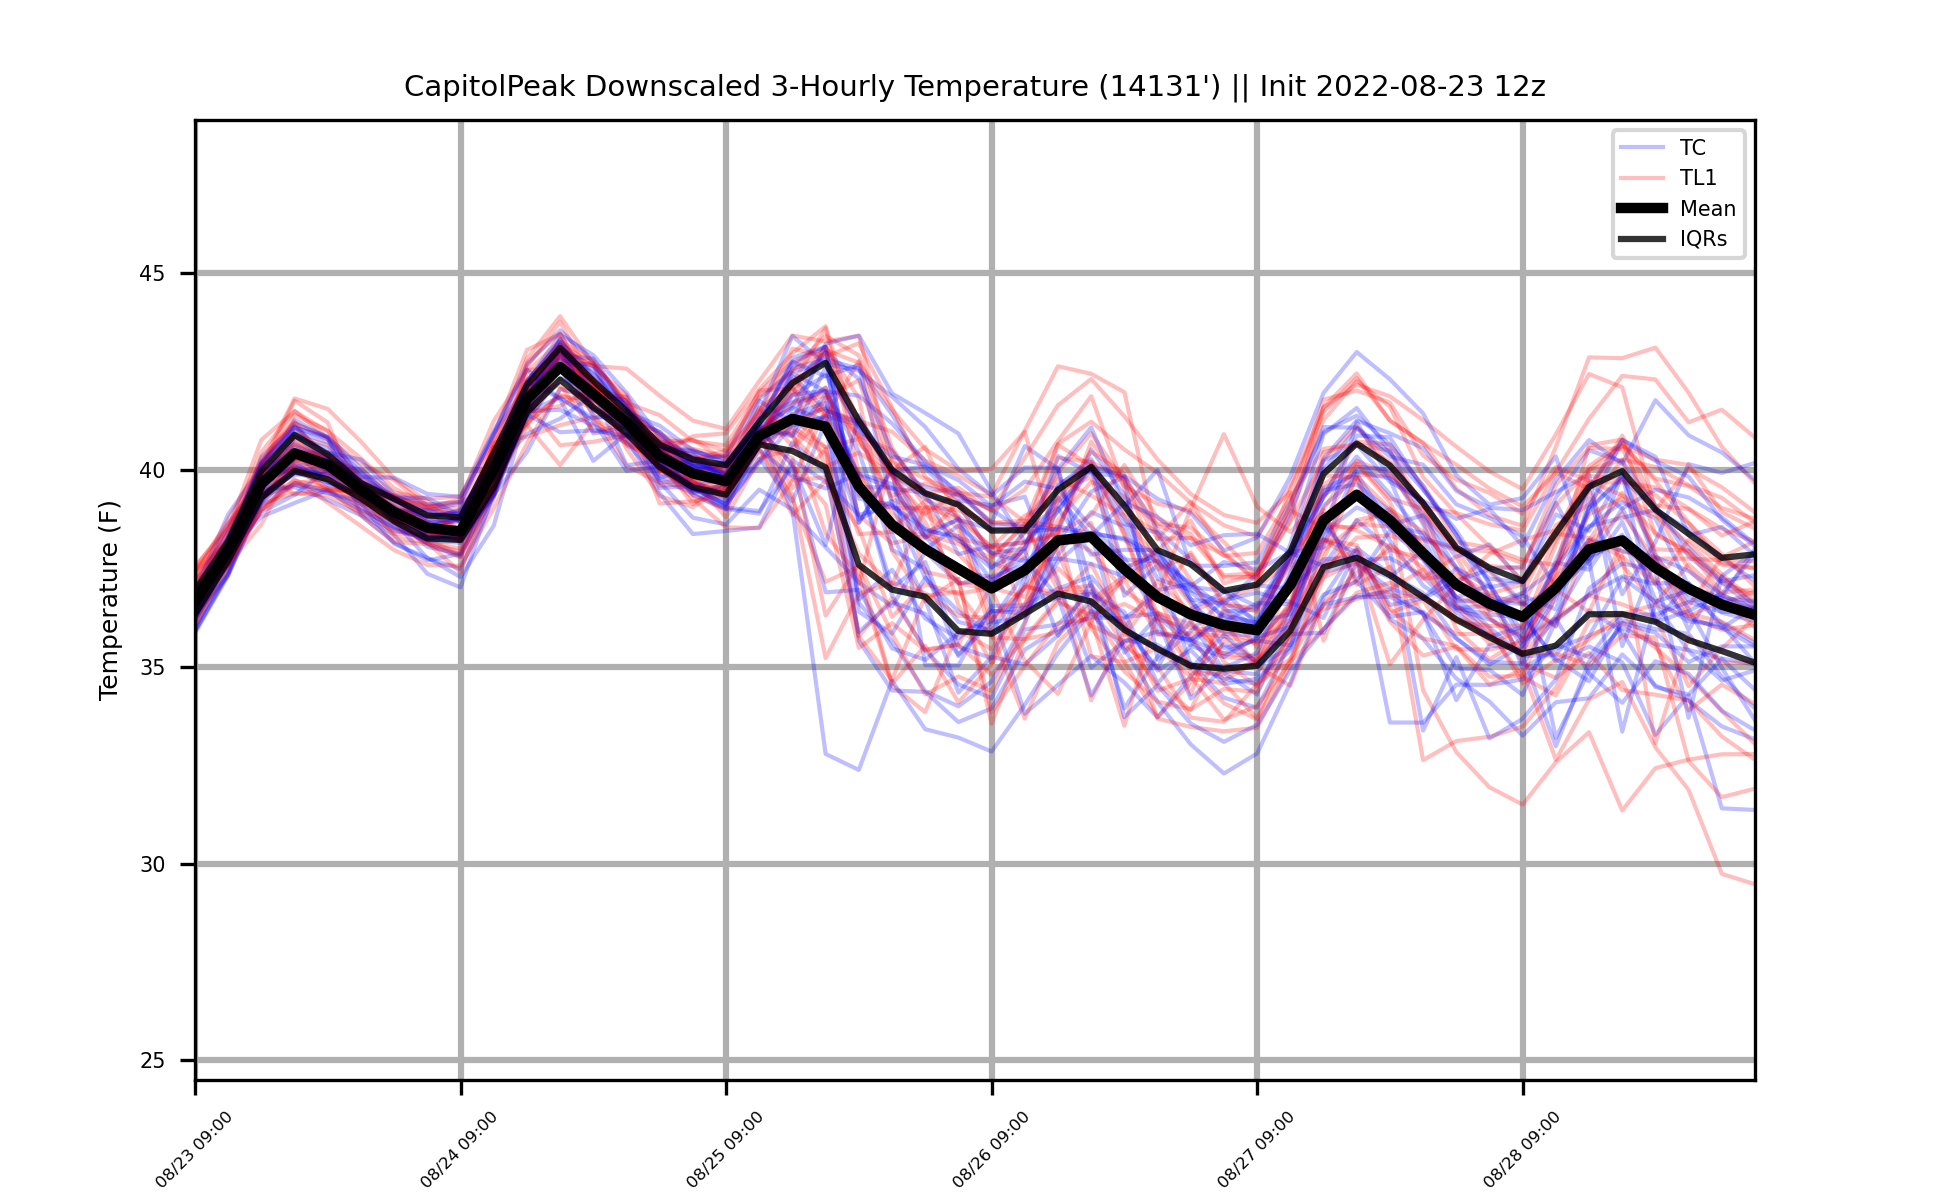 CapitolPeak Downscaled 3-Hourly Temperature (14131') || Init 2022-08-23 12z
TC
TL1
Mean
IQRs
Temperature (F)
45
40
35
30
25
08/23 09:00
08/24 09:00
08/25 09:00
08/26 09:00
08/27 09:00
08/28 09:00